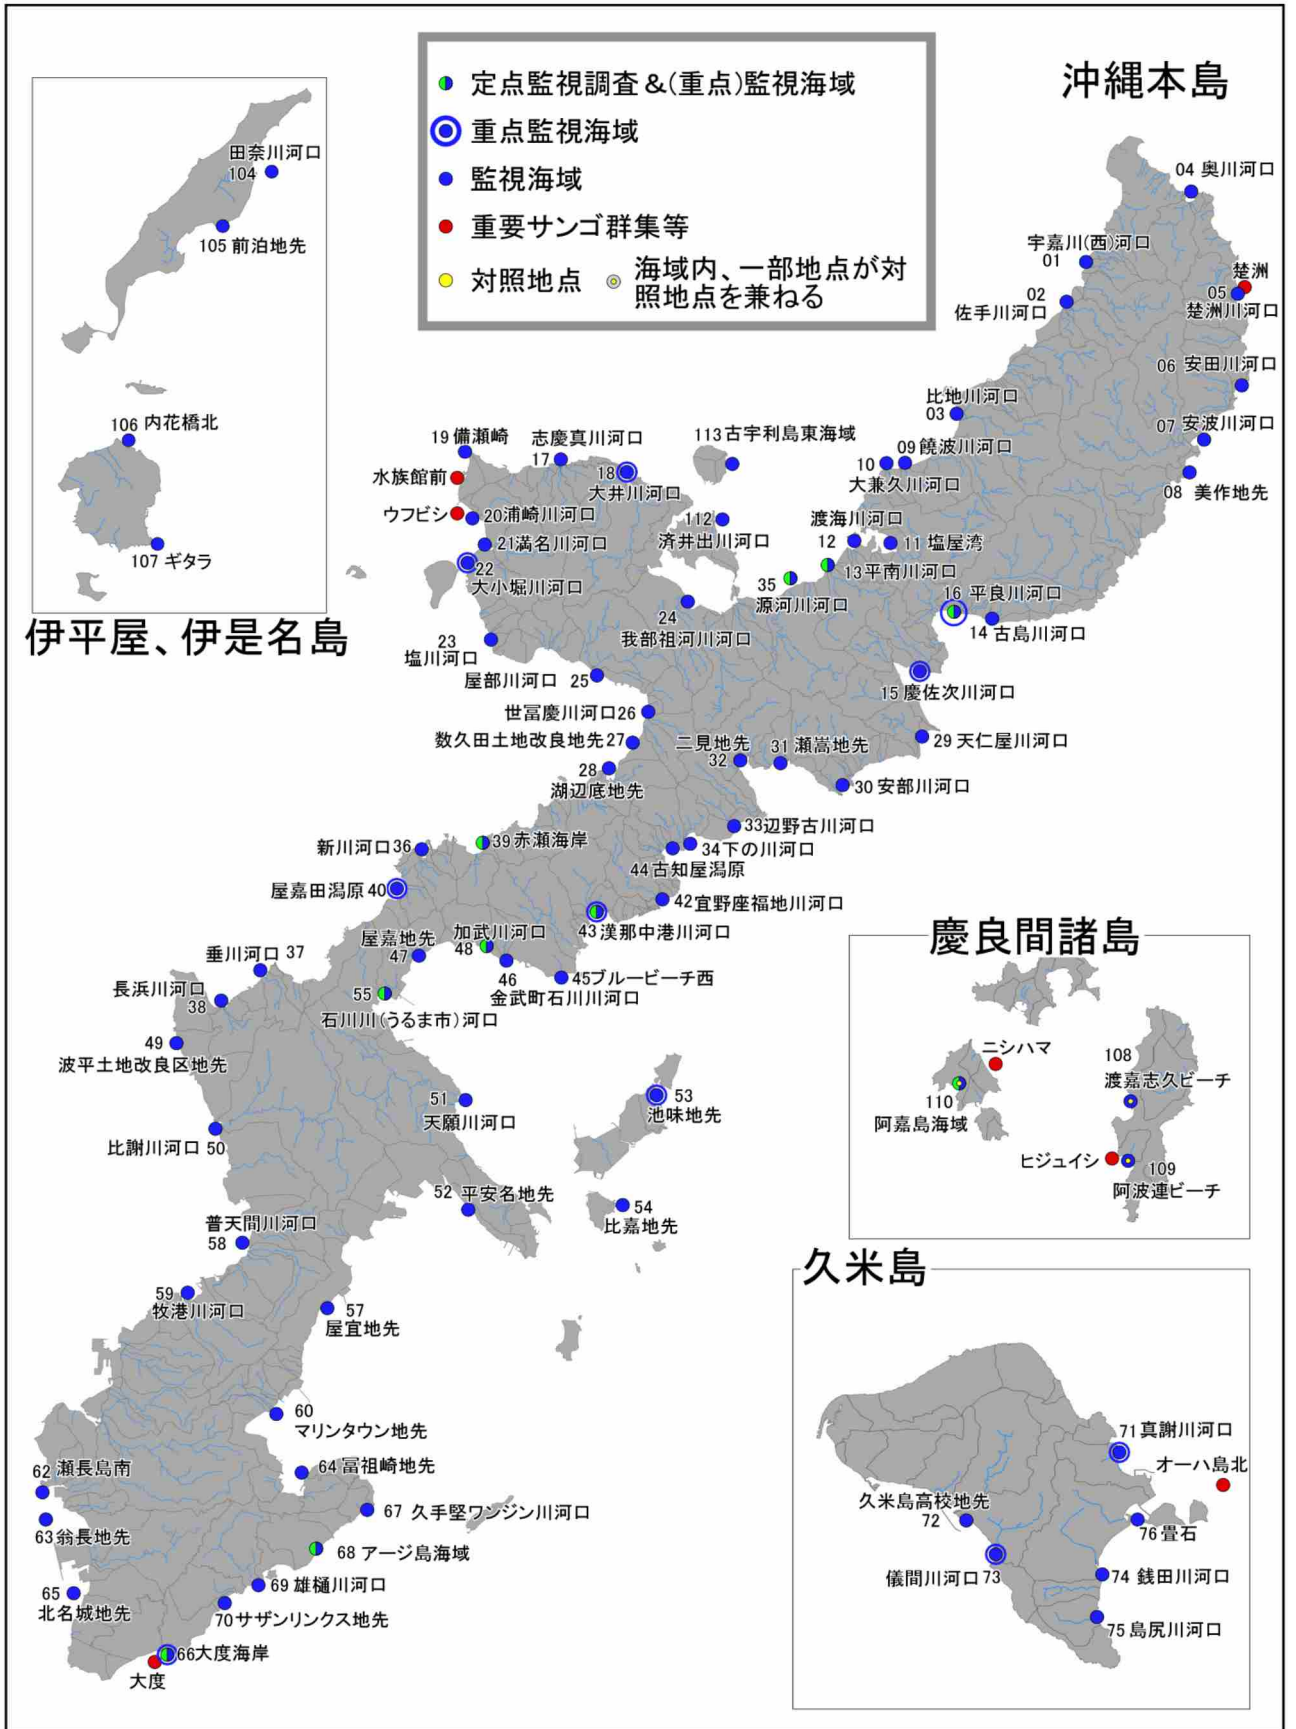 定点監視調査&(重点)監視海域
重点監視海域
監視海域
重要サンゴ群集等
対照地点
海域内、一部地点が対
照地点を兼ねる
沖縄本島
田奈川河口
104
105 前泊地先
106 内花橋北
107 ギタラ
伊平屋、伊是名島
04 奥川河口
宇嘉川(西)河口
01
楚洲
02
佐手川河口
05
楚洲川河口
06 安田川河口
比地川河口
03
07 安波川河口
08 美作地先
09 饒波川河口
10
大兼久川河口
渡海川河口
12
11 塩屋湾
13 平南川河口
16 平良川河口
14 古島川河口
15 慶佐次川河口
19 備瀬崎
志慶真川河口
17
18
大井川河口
113 古宇利島東海域
水族館前
ウフビシ
20 浦崎川河口
21 満名川河口
22
大小堀川河口
112
済井出川河口
35
源河川河口
24
我部祖河川河口
23
塩川河口
屋部川河口 25
世冨慶川河口 26
数久田土地改良地先 27
28
湖辺底地先
二見地先
32
31 瀬嵩地先
29 天仁屋川河口
30 安部川河口
33 辺野古川河口
34 下の川河口
44 古知屋潟原
42 宜野座福地川河口
43 漢那中港川河口
39 赤瀬海岸
新川河口 36
屋嘉田潟原 40
屋嘉地先
47
加武川河口
48
46
金武町石川川河口
45 ブルービーチ西
垂川河口 37
長浜川河口
38
55
石川川(うるま市)河口
49
波平土地改良区地先
51
天願川河口
53
池味地先
比謝川河口 50
52 平安名地先
54
比嘉地先
普天間川河口
58
59
牧港川河口
57
屋宜地先
60
マリンタウン地先
62 瀬長島南
64 冨祖崎地先
63 翁長地先
67 久手堅ワンジン川河口
68 アージ島海域
65
北名城地先
69 雄樋川河口
70 サザンリンクス地先
66 大度海岸
大度
慶良間諸島
ニシハマ
110
阿嘉島海域
108
渡嘉志久ビーチ
ヒジュイシ
109
阿波連ビーチ
久米島
71 真謝川河口
オーハ島北
久米島高校地先
72
76 畳石
儀間川河口 73
74 銭田川河口
75 島尻川河口